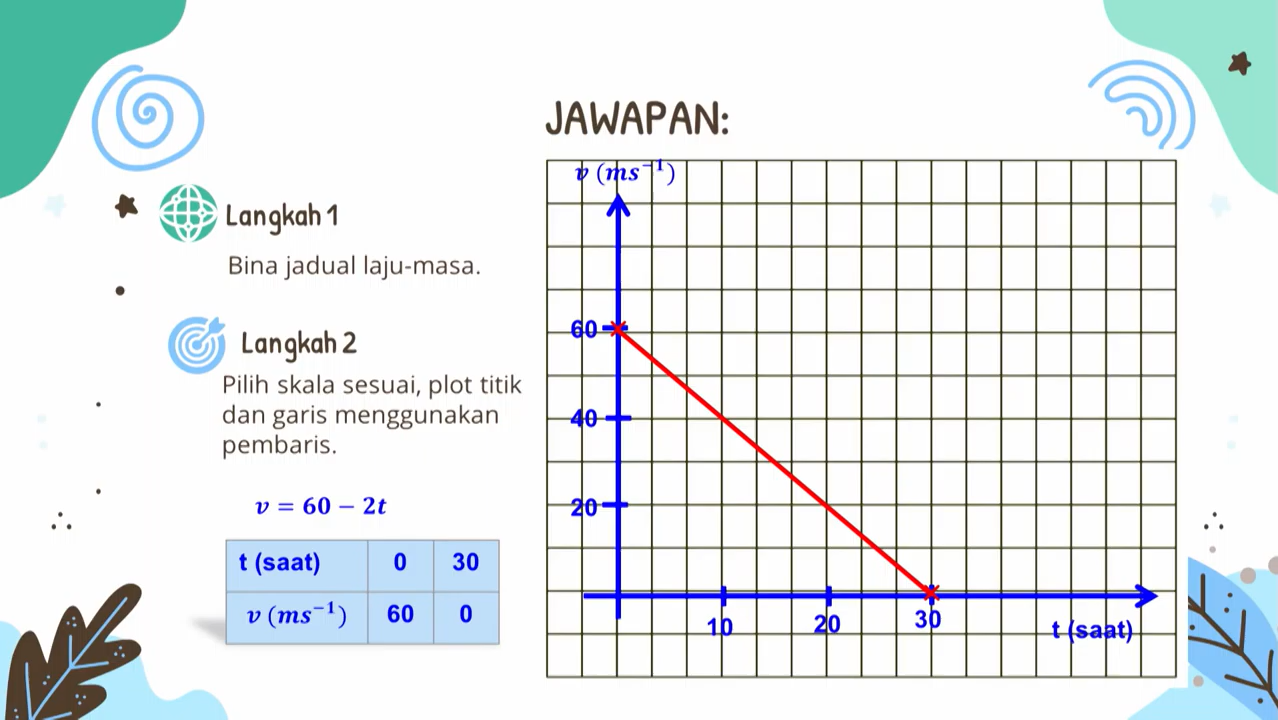 JAWAPAN:
Langkah 1
Bina jadual laju-masa.
Langkah 2
Pilih skala sesuai, plot titik
dan garis menggunakan
pembaris.
v = 60 − 2t
t (saat) 0 30
v (ms⁻¹) 60 0
v (ms⁻¹)
60
40
20
10 20 30 t (saat)